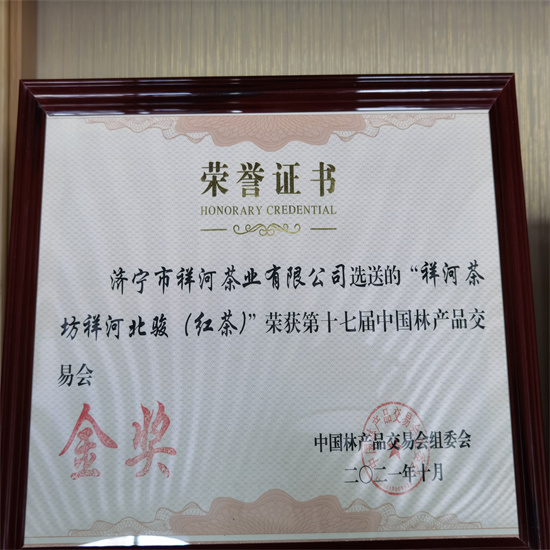 荣誉证书
HONORARY CREDENTIAL
济宁市祥河茶业有限公司选送的“祥河茶
坊祥河北骏（红茶）”荣获第十七届中国林产品交
易会
金奖
中国林产品交易会组委会
二〇二一年十月